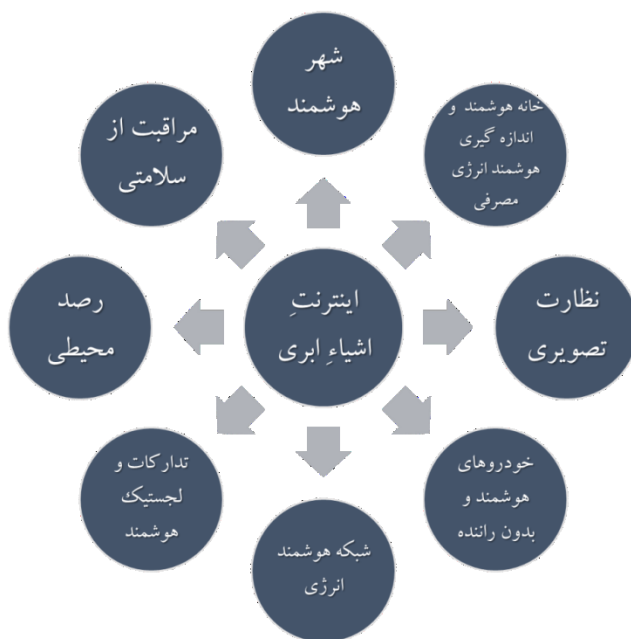 شهر
هوشمند
خانه هوشمند و
اندازه گیری
هوشمند انرژی
مصرفی
نظارت
تصویری
خودروهای
هوشمند و
بدون راننده
شبکه هوشمند
انرژی
تدارکات و
لجستیک
هوشمند
رصد
محیطی
مراقبت از
سلامتی
اینترنتِ
اشیاءِ ابری